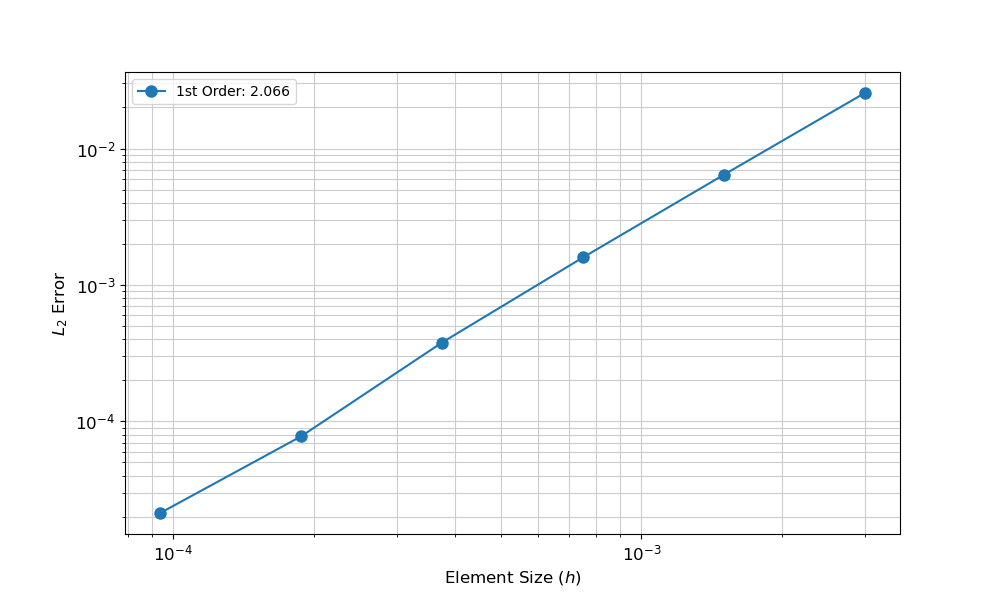 1st Order: 2.066
10⁻²
10⁻³
10⁻⁴
L₂ Error
10⁻⁴ 10⁻³
Element Size (h)